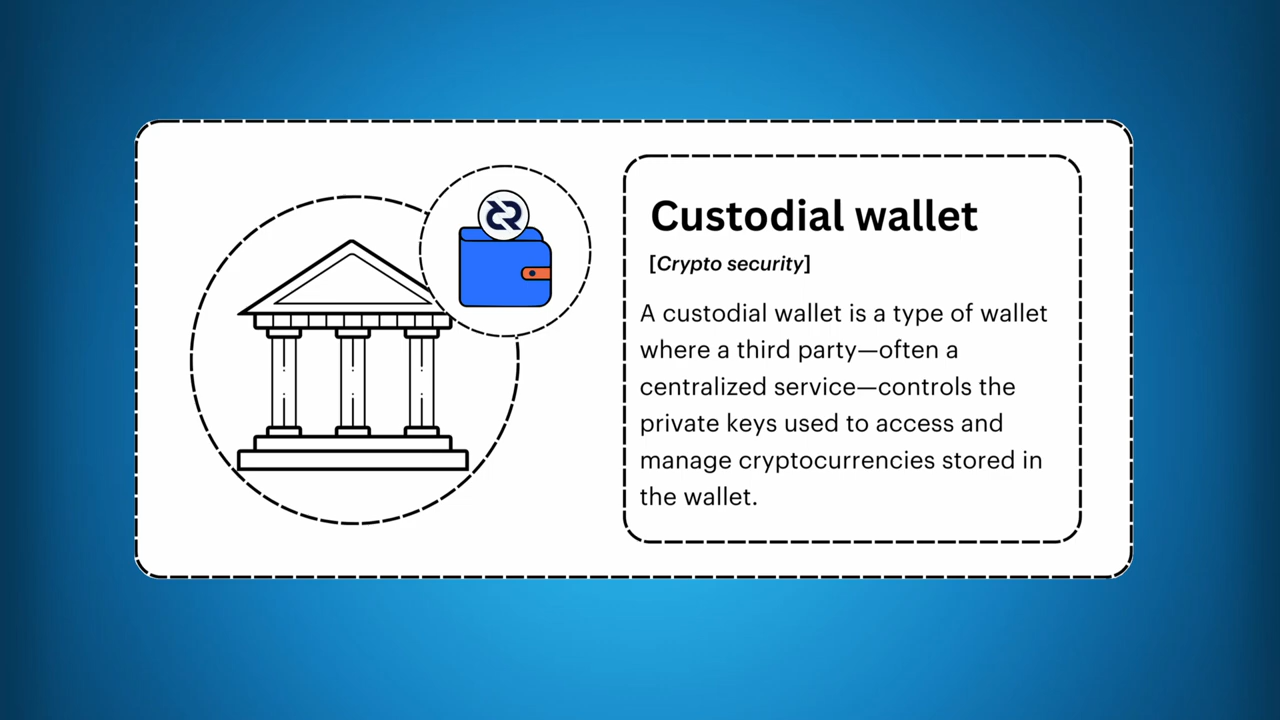 Custodial wallet
[Crypto security]
A custodial wallet is a type of wallet
where a third party—often a
centralized service—controls the
private keys used to access and
manage cryptocurrencies stored in
the wallet.